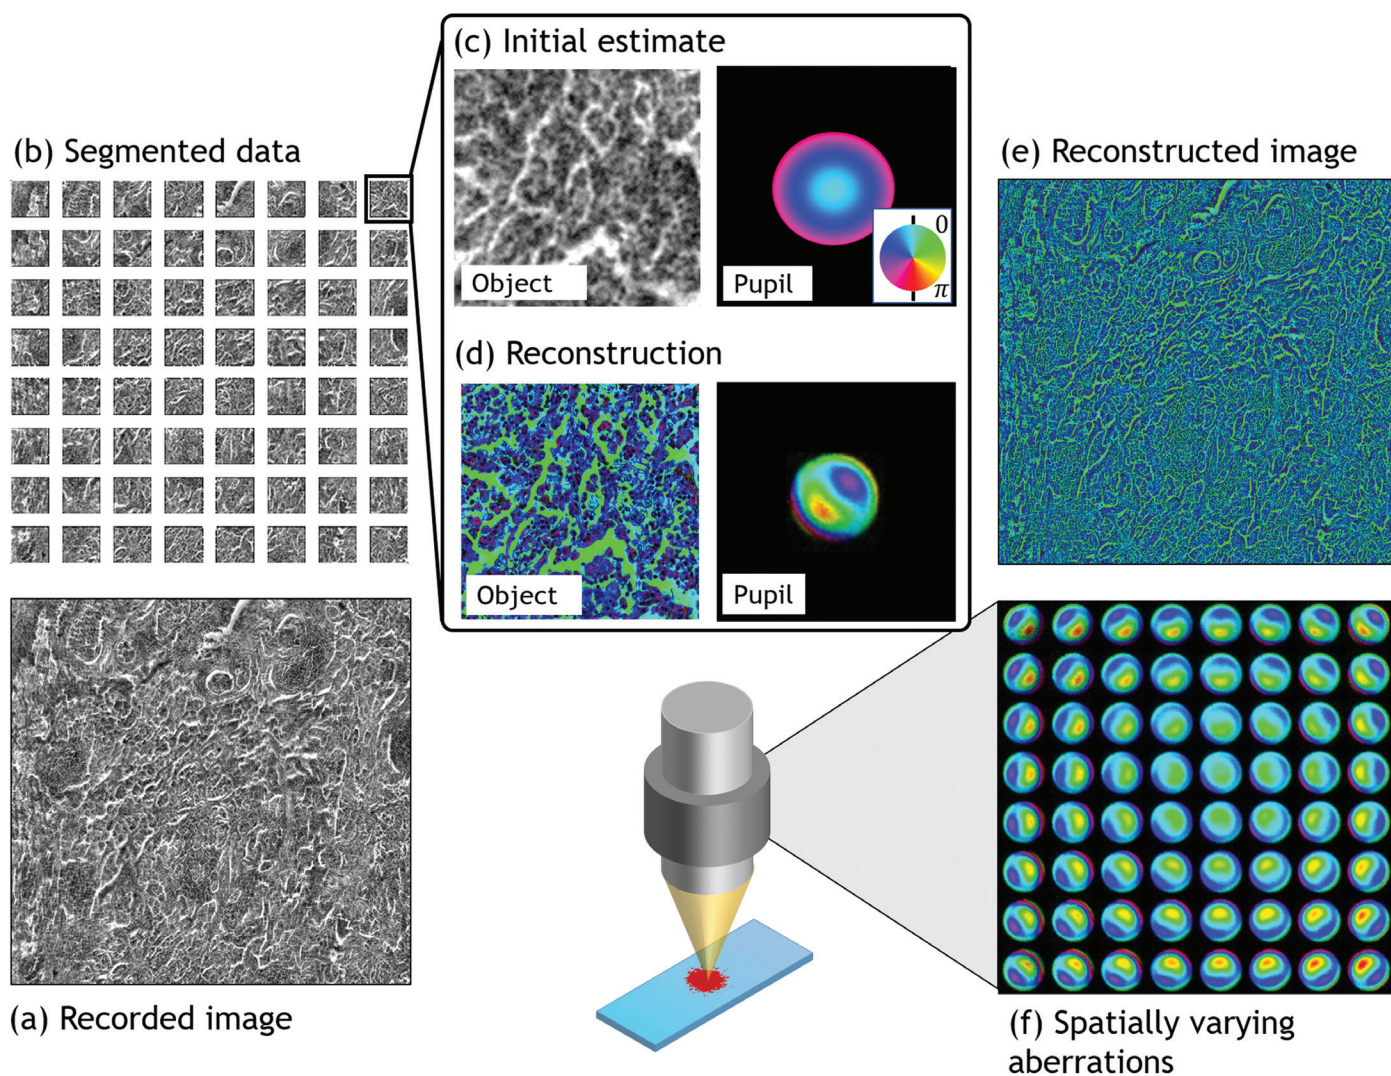 (c) Initial estimate
Object
Pupil
0
π
(b) Segmented data
(d) Reconstruction
Object
Pupil
(e) Reconstructed image
(a) Recorded image
(f) Spatially varying
aberrations